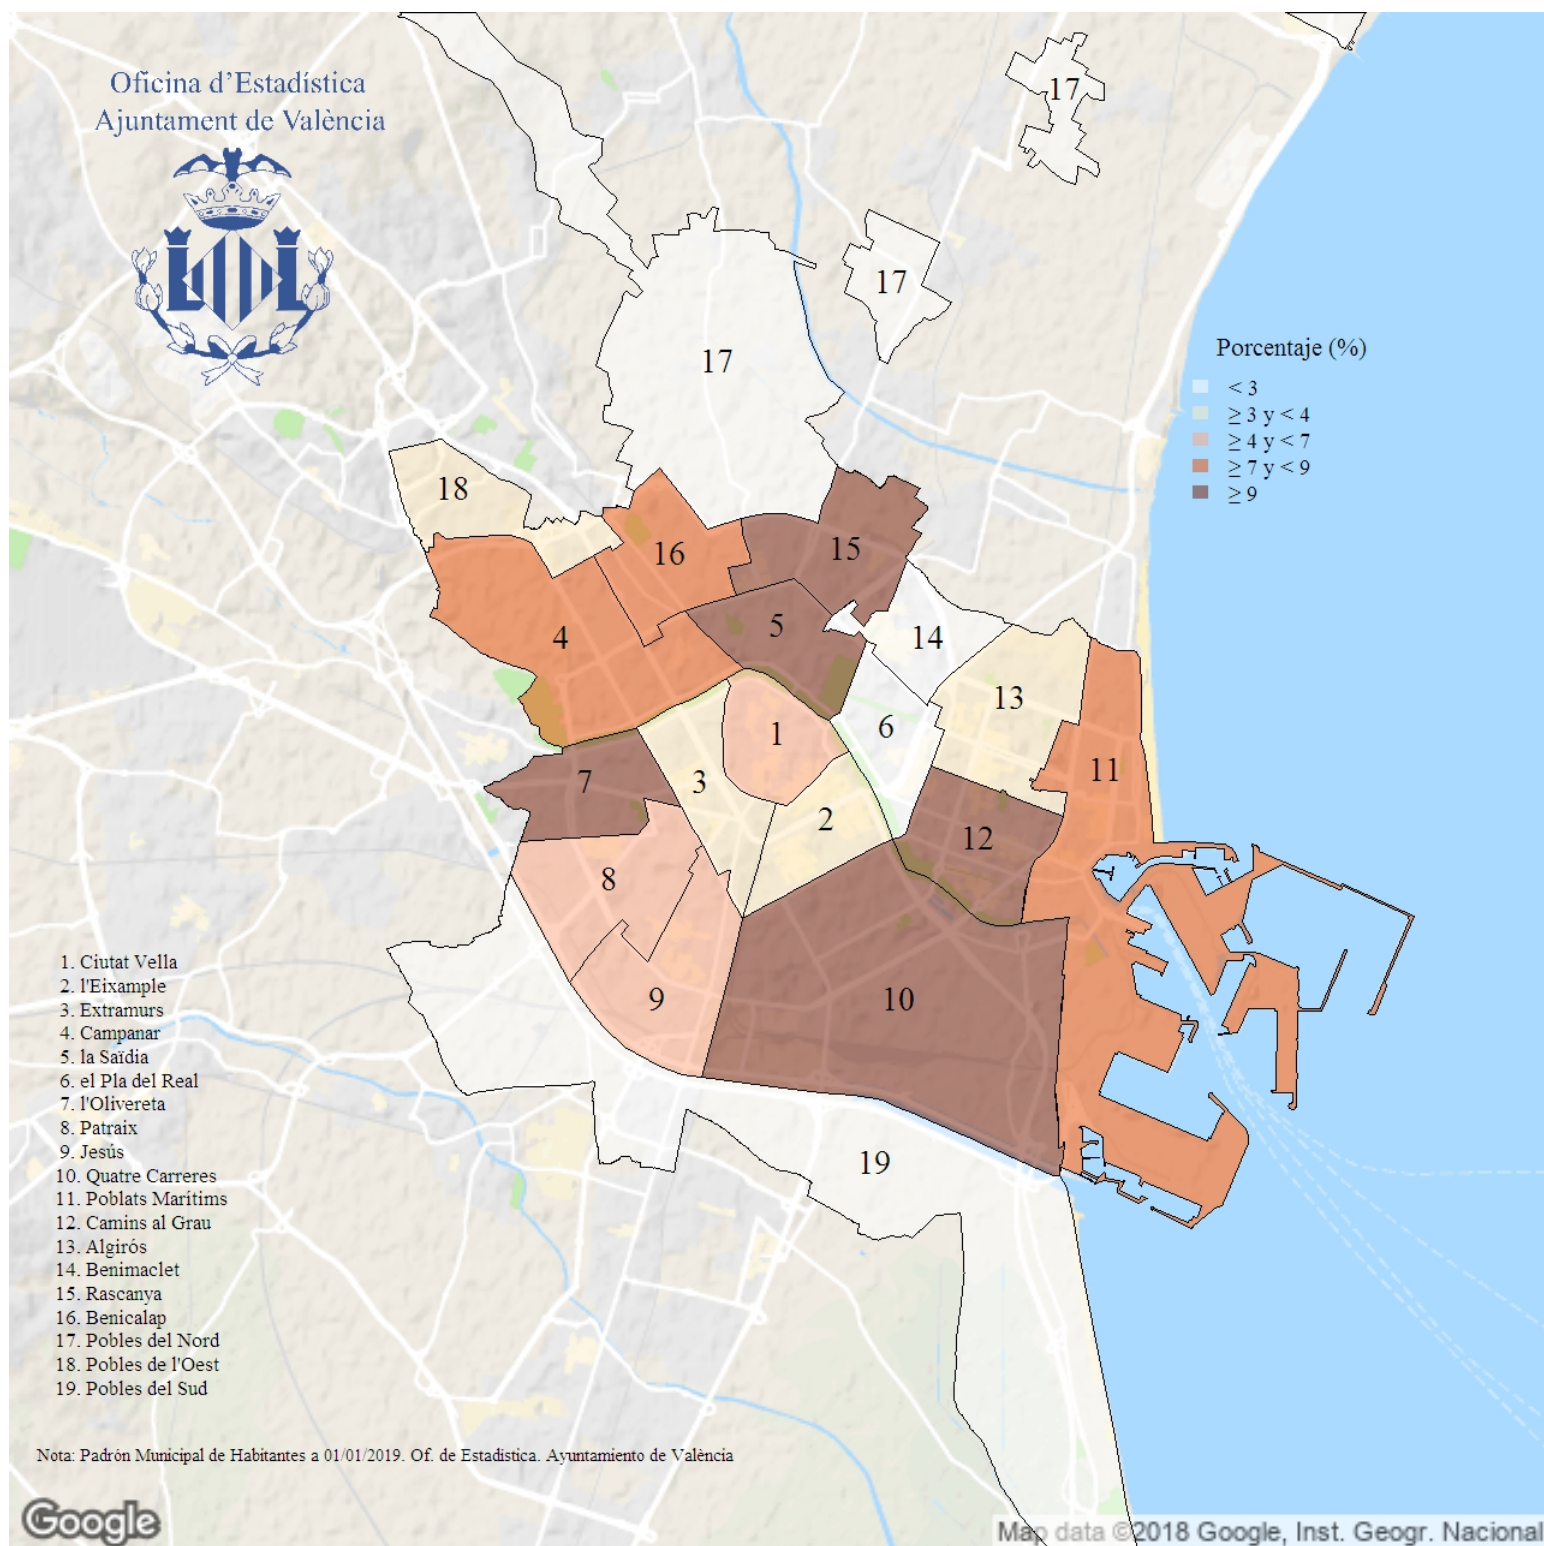 Oficina d'Estadística
Ajuntament de València
17
17
17
Porcentaje (%)
< 3
≥ 3 y < 4
≥ 4 y < 7
≥ 7 y < 9
≥ 9
18
16
15
5
4
14
13
6
1
11
7
3
2
12
8
9
10
19
1. Ciutat Vella
2. l'Eixample
3. Extramurs
4. Campanar
5. la Saïdia
6. el Pla del Real
7. l'Olivereta
8. Patraix
9. Jesús
10. Quatre Carreres
11. Poblats Marítims
12. Camins al Grau
13. Algirós
14. Benimaclet
15. Rascanya
16. Benicalap
17. Pobles del Nord
18. Pobles de l'Oest
19. Pobles del Sud
Nota: Padrón Municipal de Habitantes a 01/01/2019. Of. de Estadística. Ayuntamiento de València
Google
Map data ©2018 Google, Inst. Geogr. Nacional